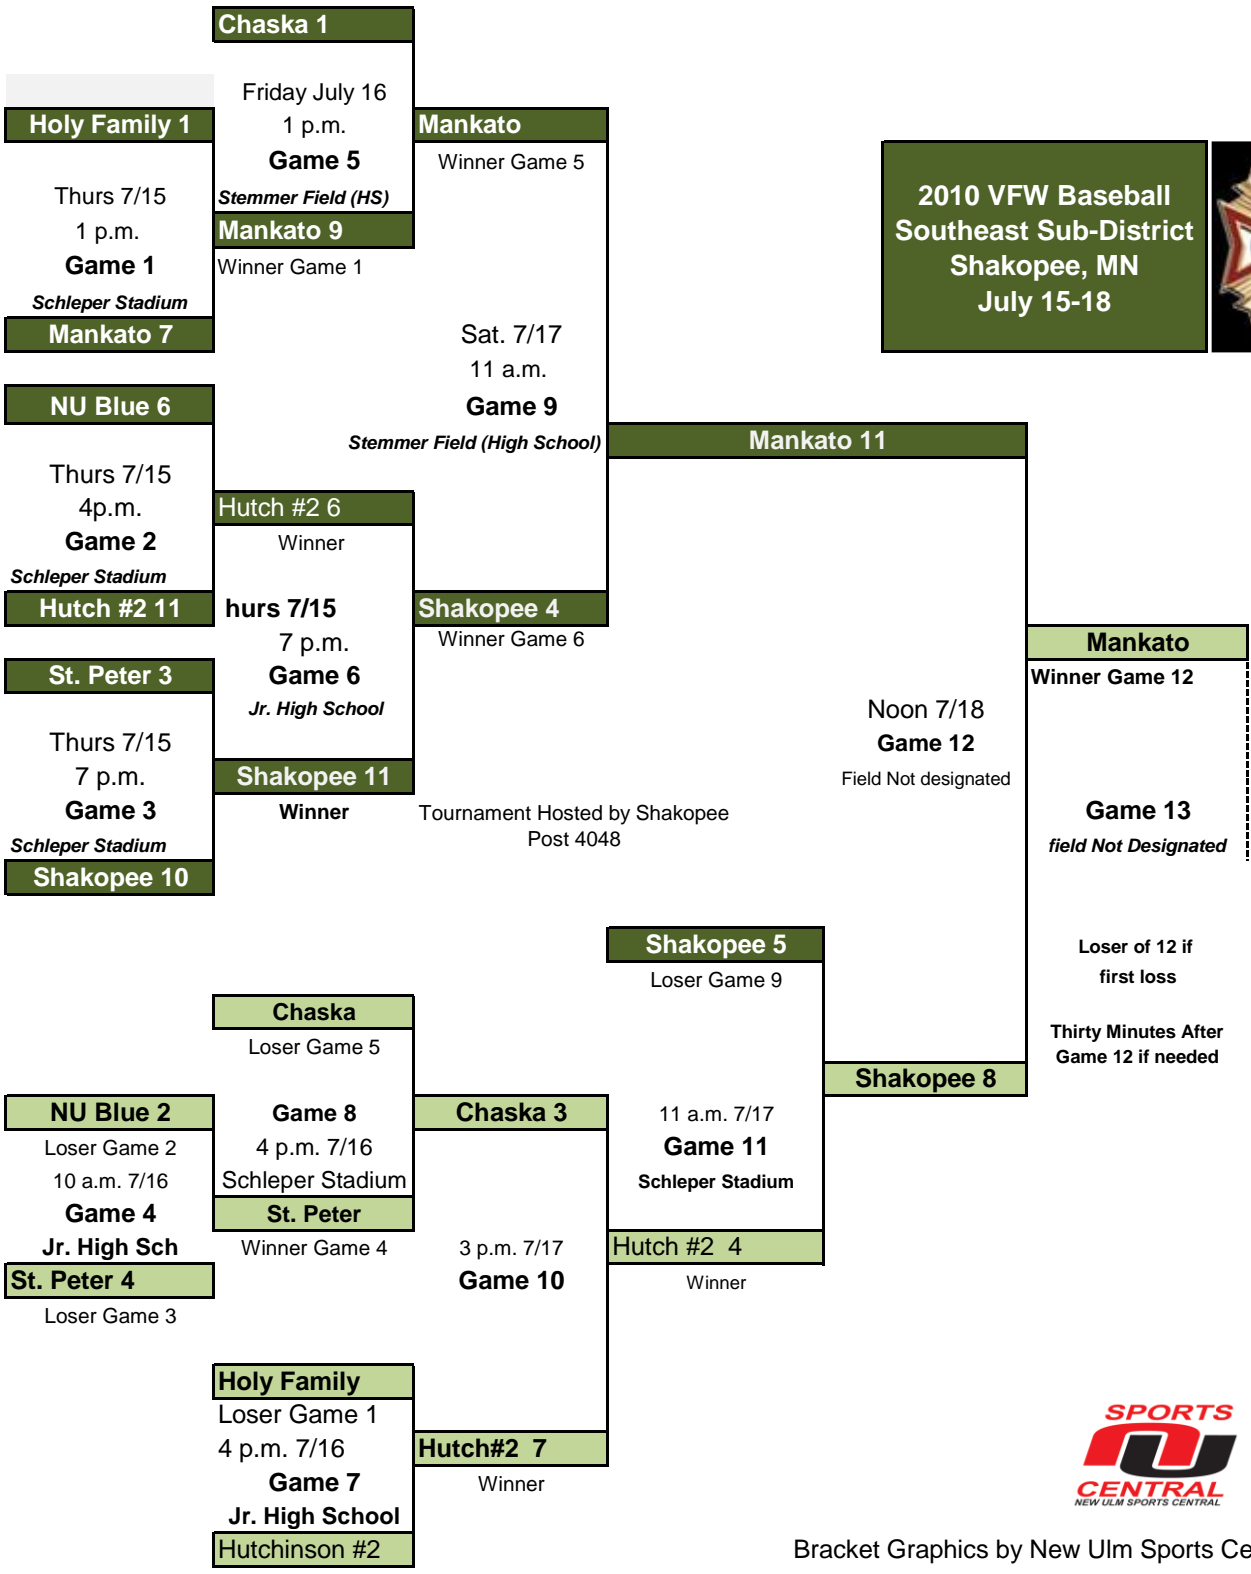 Chaska 1
Friday July 16
1 p.m.
Game 5
Stemmer Field (HS)
Mankato 9
Winner Game 1
Holy Family 1
Thurs 7/15
1 p.m.
Game 1
Schleper Stadium
Mankato 7
Mankato
Winner Game 5
2010 VFW Baseball
Southeast Sub-District
Shakopee, MN
July 15-18
Sat. 7/17
11 a.m.
Game 9
Stemmer Field (High School)
Mankato 11
NU Blue 6
Thurs 7/15
4p.m.
Game 2
Schleper Stadium
Hutch #2 11
Hutch #2 6
Winner
hurs 7/15
7 p.m.
Game 6
Jr. High School
Shakopee 11
Winner
Shakopee 4
Winner Game 6
St. Peter 3
Thurs 7/15
7 p.m.
Game 3
Schleper Stadium
Shakopee 10
Tournament Hosted by Shakopee
Post 4048
Noon 7/18
Game 12
Field Not designated
Mankato
Winner Game 12
Game 13
field Not Designated
Loser of 12 if
first loss
Thirty Minutes After
Game 12 if needed
Shakopee 5
Loser Game 9
11 a.m. 7/17
Game 11
Schleper Stadium
Shakopee 8
Chaska
Loser Game 5
Game 8
4 p.m. 7/16
Schleper Stadium
St. Peter
Winner Game 4
NU Blue 2
Loser Game 2
10 a.m. 7/16
Game 4
Jr. High Sch
St. Peter 4
Loser Game 3
Chaska 3
3 p.m. 7/17
Game 10
Hutch #2 4
Winner
Holy Family
Loser Game 1
4 p.m. 7/16
Game 7
Jr. High School
Hutchinson #2
Hutch#2 7
Winner
SPORTS
NU
CENTRAL
NEW ULM SPORTS CENTRAL
Bracket Graphics by New Ulm Sports Ce